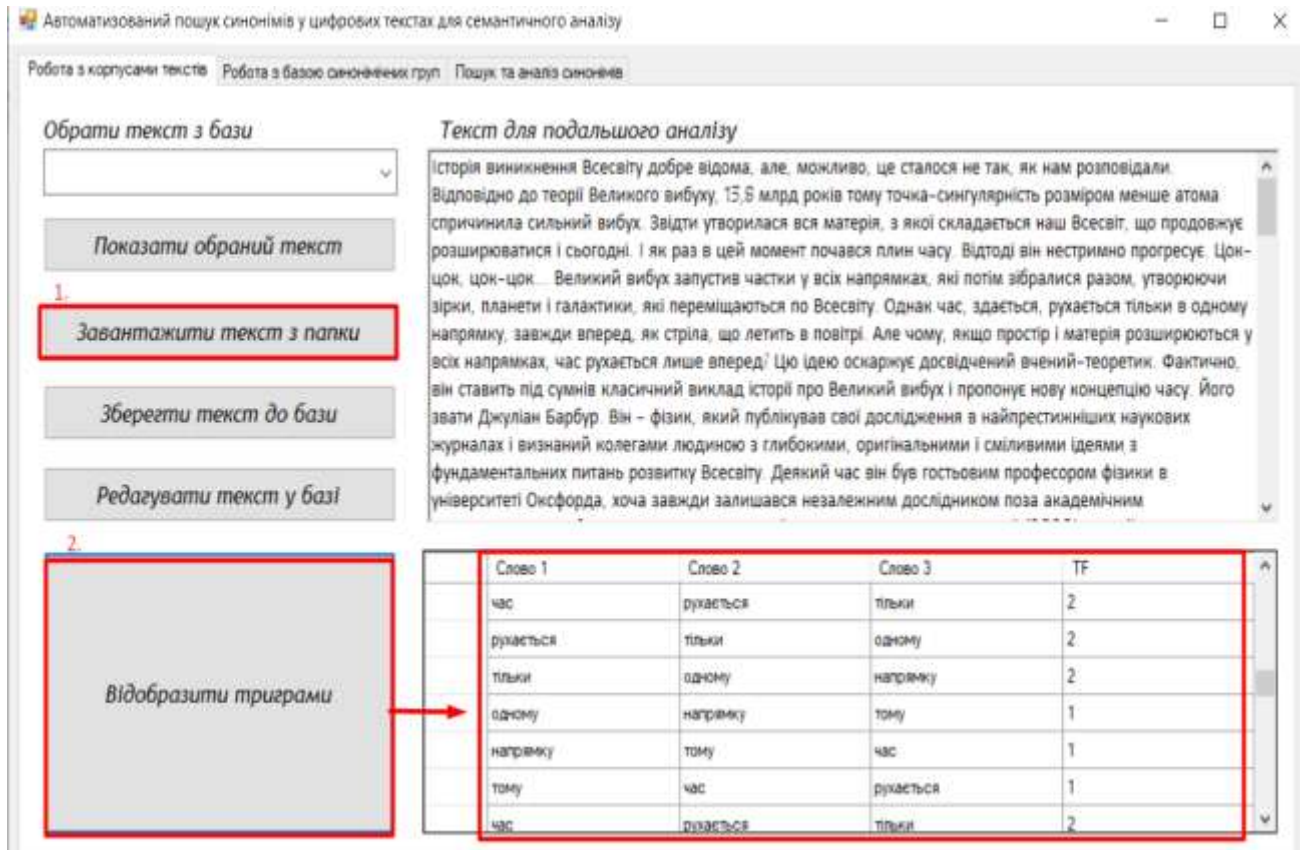 Автоматизований пошук синонімів у цифрових текстах для семантичного аналізу
Робота з корпусами текстів Робота з базою синонімічних груп Пошук та аналіз синонімів
Обрати текст з бази
Показати обраний текст
1.
Завантажити текст з папки
Зберегти текст до бази
Редагувати текст у базі
2.
Відобразити триграми
Текст для подальшого аналізу
Історія виникнення Всесвіту добре відома, але, можливо, це сталося не так, як нам розповідали.
Відповідно до теорії Великого вибуху, 13,8 млрд років тому точка-сингулярність розміром менше атома
спричинила сильний вибух. Звідти утворилася вся матерія, з якої складається наш Всесвіт, що продовжує
розширюватися і сьогодні. І як раз в цей момент почався плин часу. Відтоді він нестримно прогресує. Цок-
цок, цок-цок... Великий вибух запустив частки у всіх напрямках, які потім зібралися разом, утворюючи
зірки, планети і галактики, які переміщаються по Всесвіту. Однак час, здається, рухається тільки в одному
напрямку, завжди вперед, як стріла, що летить в повітрі. Але чому, якщо простір і матерія розширюються у
всіх напрямках, час рухається лише вперед? Цю ідею оскаржує досвідчений вчений-теоретик. Фактично,
він ставить під сумнів класичний виклад історії про Великий вибух і пропонує нову концепцію часу. Його
звати Джуліан Барбур. Він - фізик, який публікував свої дослідження в найпрестижніших наукових
журналах і визнаний колегами людиною з глибокими, оригінальними і сміливими ідеями з
фундаментальних питань розвитку Всесвіту. Деякий час він був гостьовим професором фізики в
університеті Оксфорда, хоча завжди залишався незалежним дослідником поза академічним
Слово 1 Слово 2 Слово 3 TF
час рухається тільки 2
рухається тільки одному 2
тільки одному напрямку 2
одному напрямку тому 1
напрямку тому час 1
тому час рухається 1
час рухається тільки 2